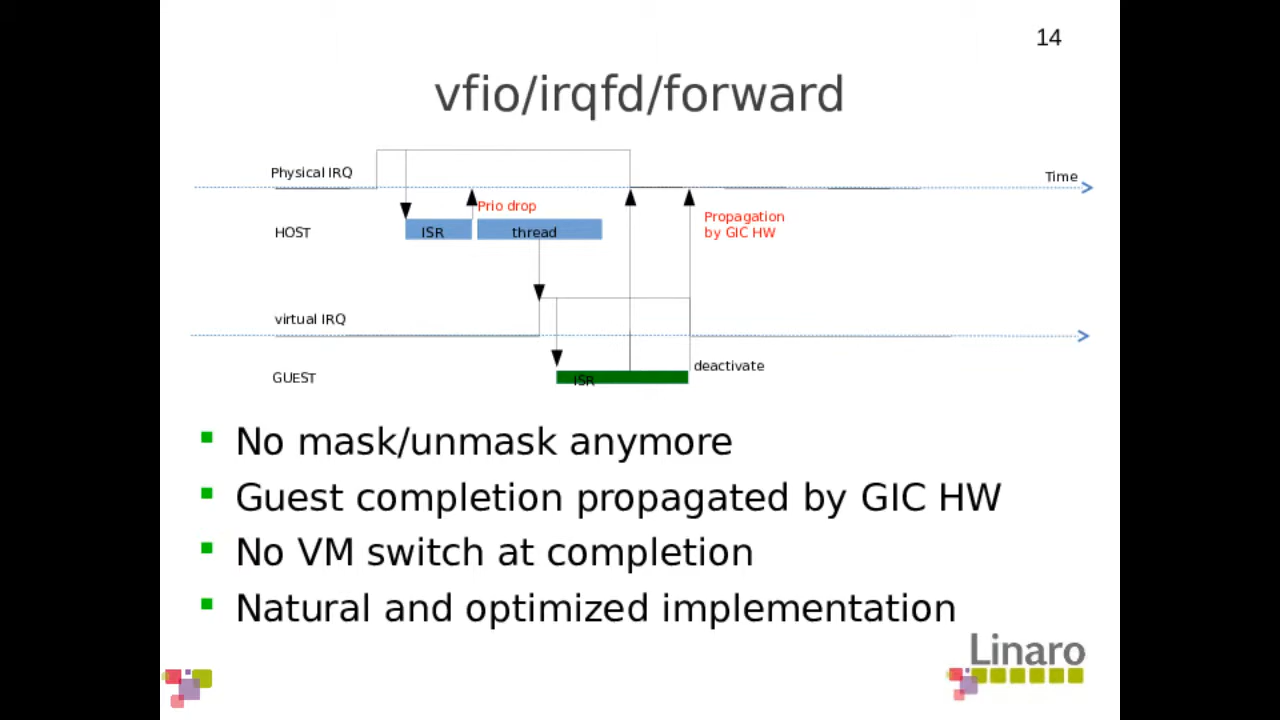 14
vfio/irqfd/forward
Physical IRQ
Time
Prio drop
Propagation
by GIC HW
HOST
ISR
thread
virtual IRQ
deactivate
GUEST
ISR
No mask/unmask anymore
Guest completion propagated by GIC HW
No VM switch at completion
Natural and optimized implementation
Linaro